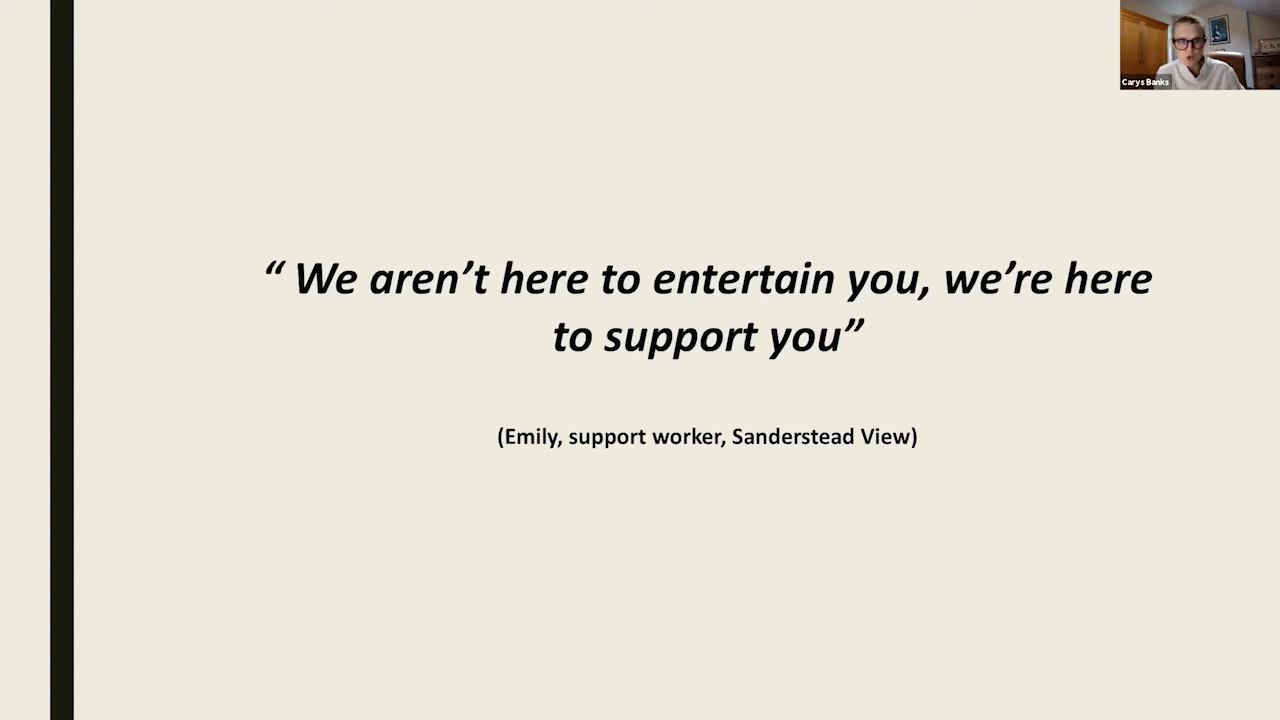 Carys Banks
“ We aren’t here to entertain you, we’re here
to support you”
(Emily, support worker, Sanderstead View)